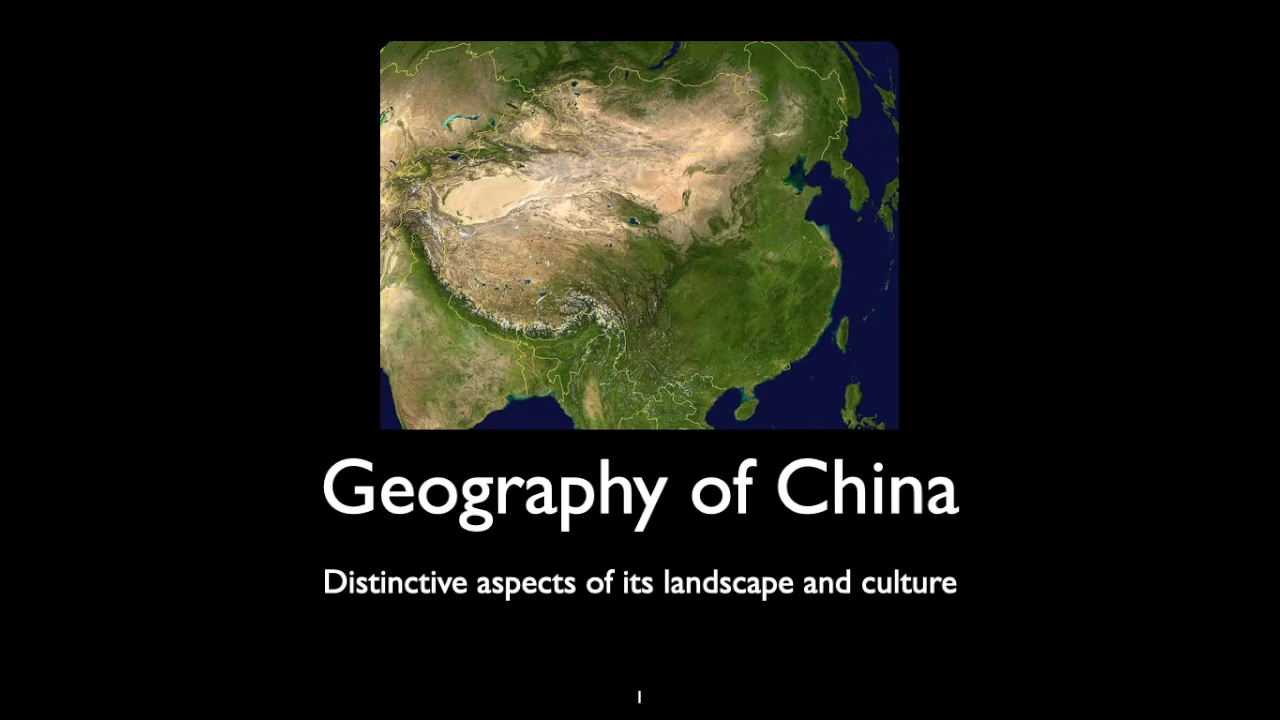 Geography of China
Distinctive aspects of its landscape and culture
1